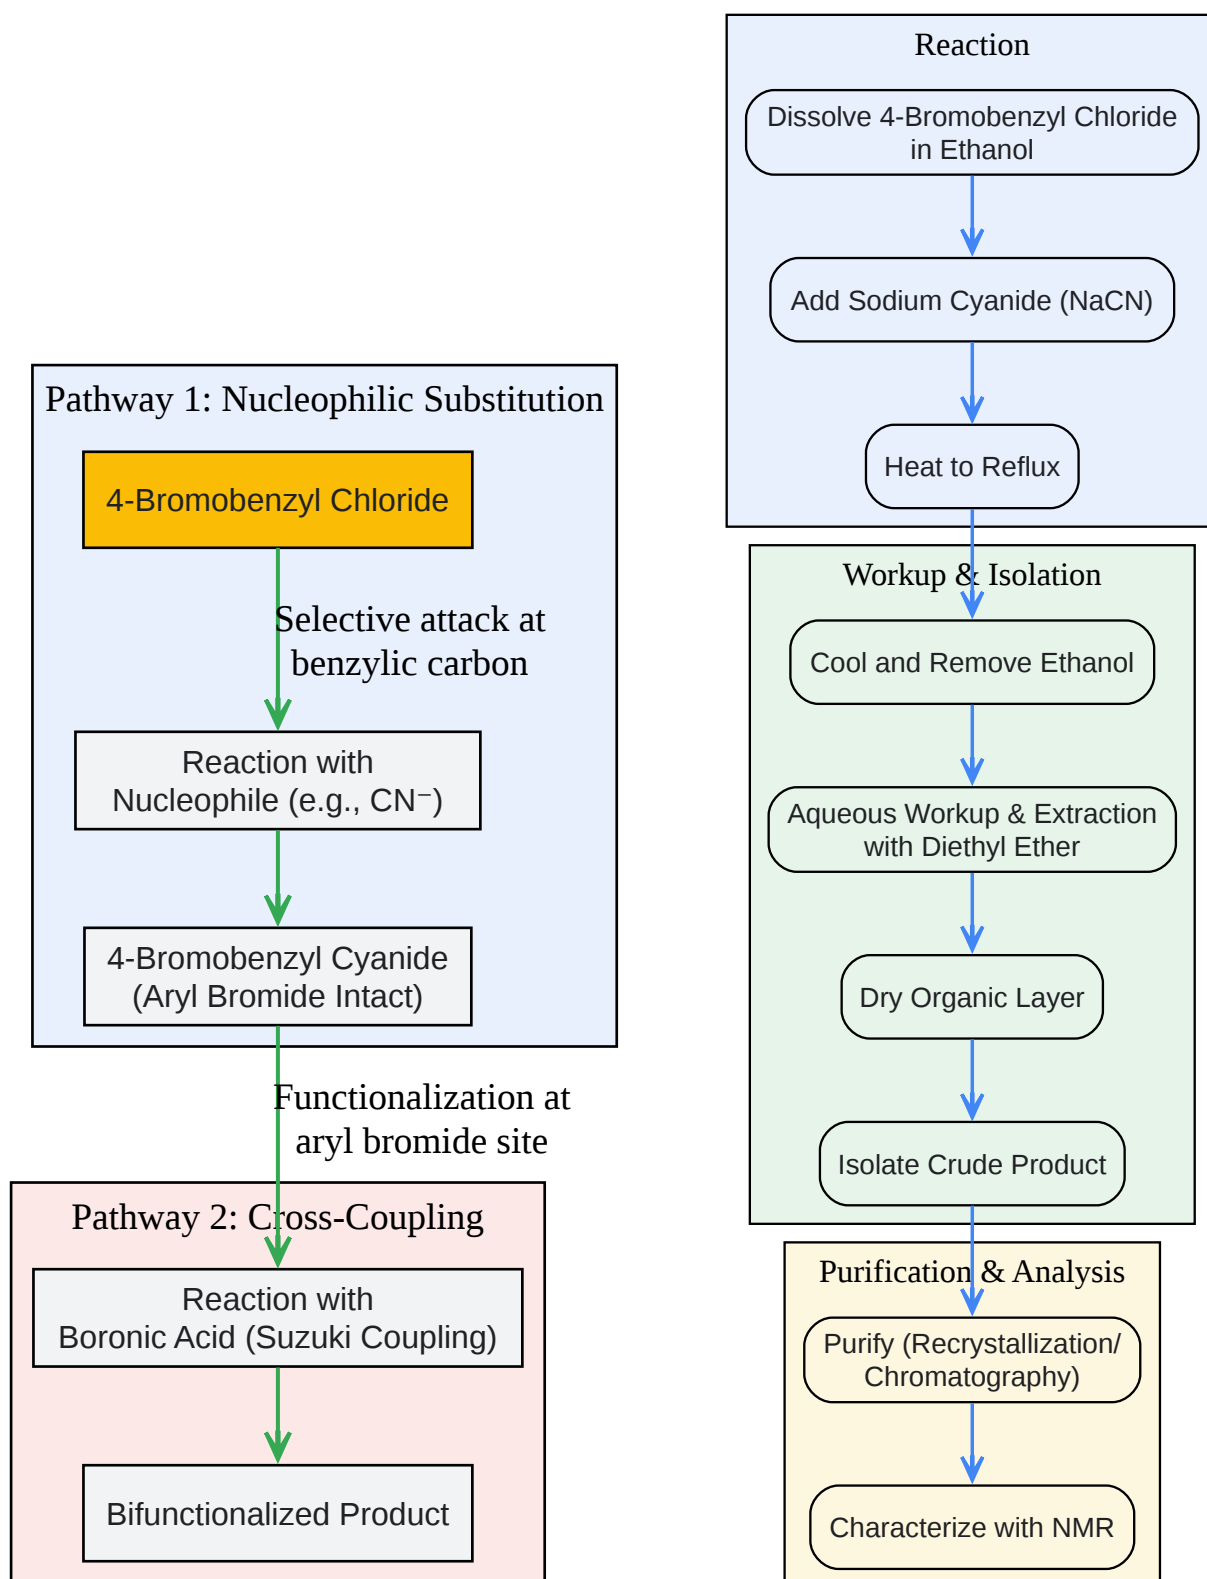 Pathway 1: Nucleophilic Substitution
4-Bromobenzyl Chloride
Selective attack at
benzylic carbon
Reaction with
Nucleophile (e.g., CN⁻)
4-Bromobenzyl Cyanide
(Aryl Bromide Intact)
Functionalization at
aryl bromide site
Pathway 2: Cross-Coupling
Reaction with
Boronic Acid (Suzuki Coupling)
Bifunctionalized Product
Reaction
Dissolve 4-Bromobenzyl Chloride
in Ethanol
Add Sodium Cyanide (NaCN)
Heat to Reflux
Workup & Isolation
Cool and Remove Ethanol
Aqueous Workup & Extraction
with Diethyl Ether
Dry Organic Layer
Isolate Crude Product
Purification & Analysis
Purify (Recrystallization/
Chromatography)
Characterize with NMR